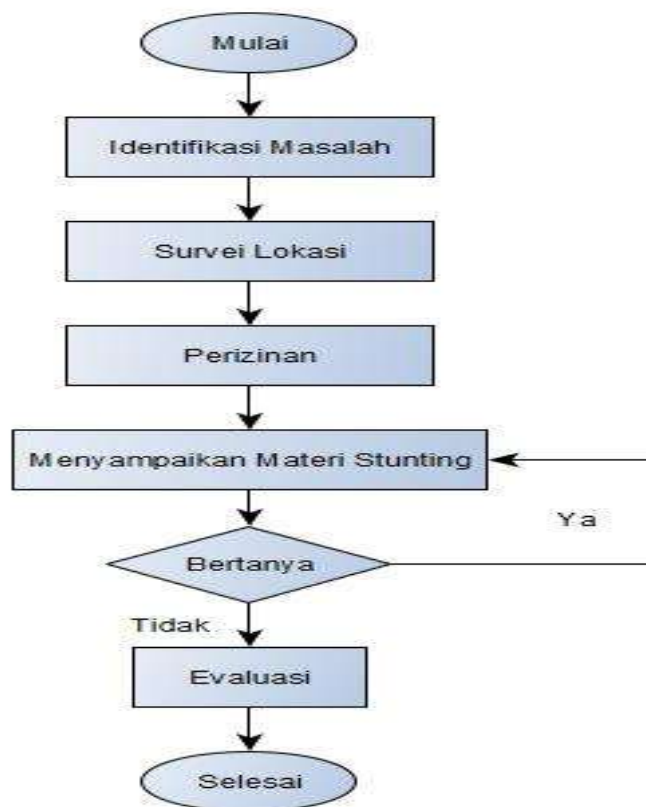 Mulai
Identifikasi Masalah
Survei Lokasi
Perizinan
Menyampaikan Materi Stunting
Ya
Bertanya
Tidak
Evaluasi
Selesai